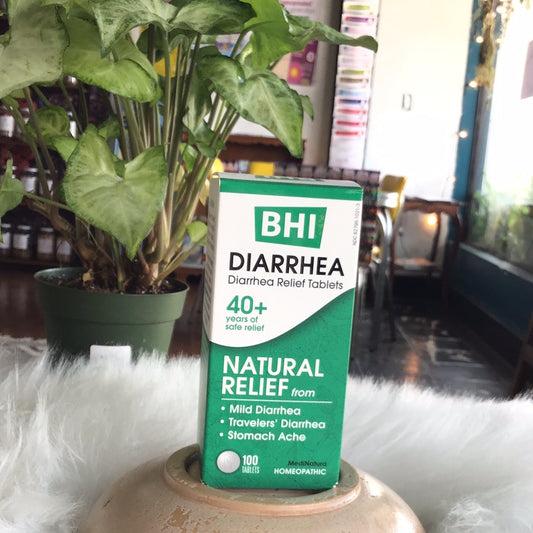 BHI
DIARRHEA
Diarrhea Relief Tablets
40+
years of
safe relief
NATURAL
RELIEF from
• Mild Diarrhea
• Travelers' Diarrhea
• Stomach Ache
100
TABLETS
MediNatura
HOMEOPATHIC